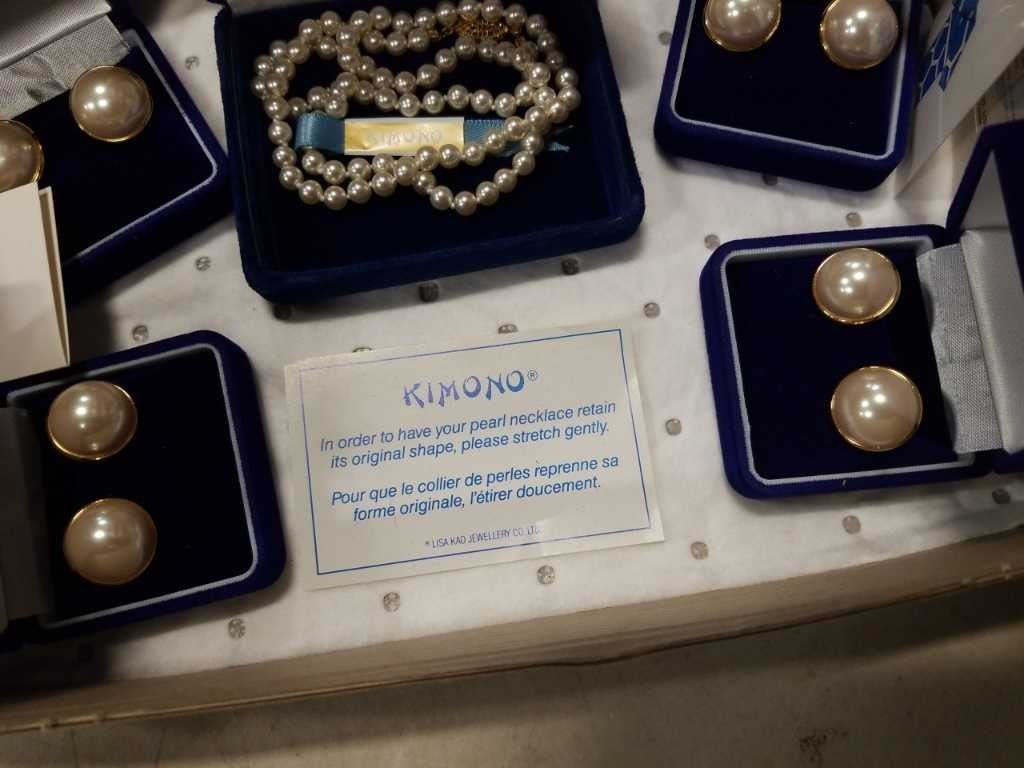 KIMONO
KIMONO®
In order to have your pearl necklace retain
its original shape, please stretch gently.
Pour que le collier de perles reprenne sa
forme originale, l'étirer doucement.
® LISA KAO JEWELLERY CO. LTD.